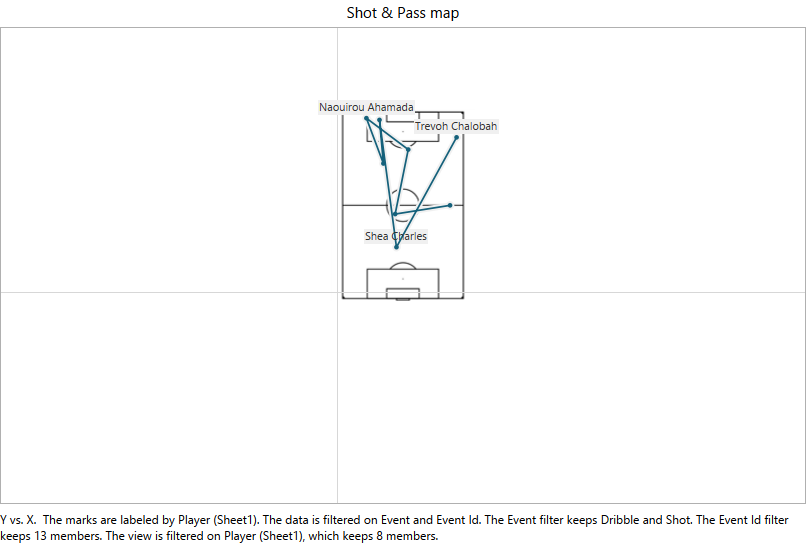 Shot & Pass map
Naouirou Ahamada
Trevoh Chalobah
Shea Charles
Y vs. X.  The marks are labeled by Player (Sheet1). The data is filtered on Event and Event Id. The Event filter keeps Dribble and Shot. The Event Id filter
keeps 13 members. The view is filtered on Player (Sheet1), which keeps 8 members.